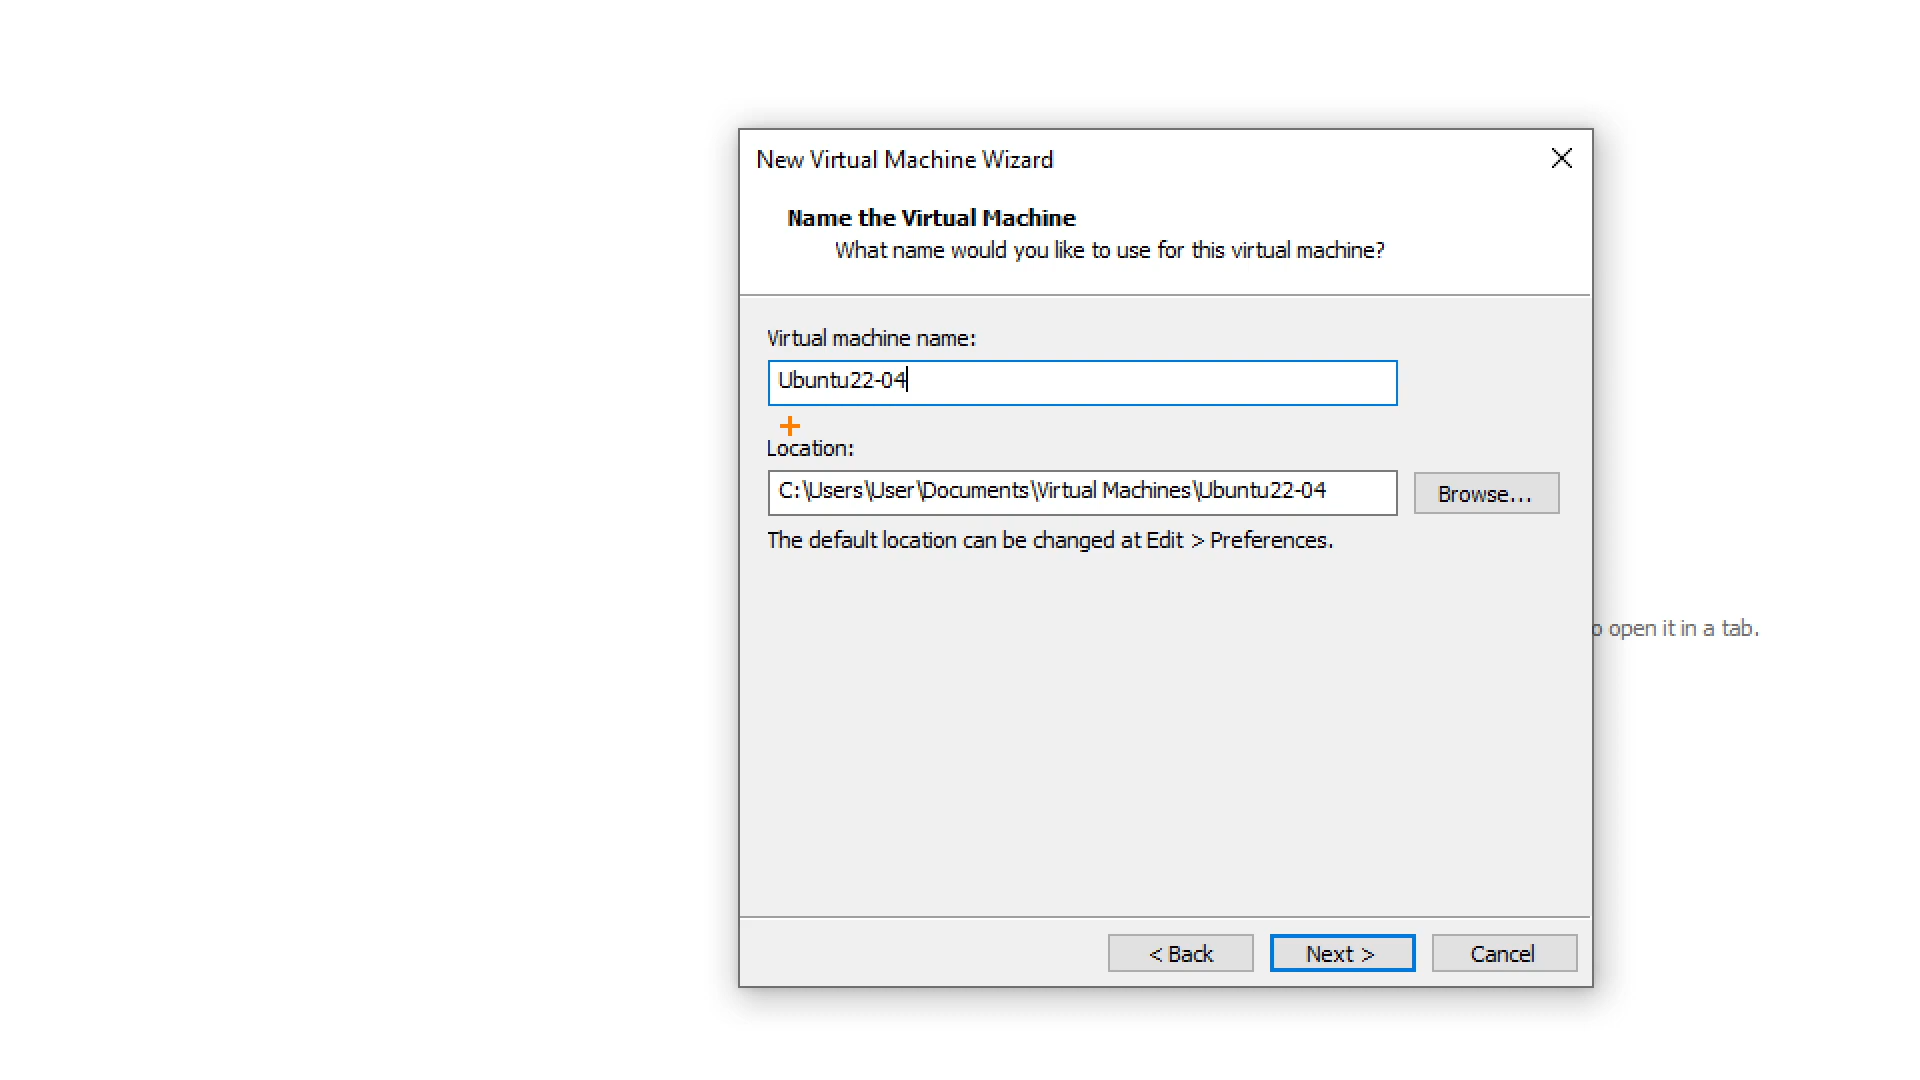 New Virtual Machine Wizard
Name the Virtual Machine
What name would you like to use for this virtual machine?
Virtual machine name:
Ubuntu22-04
Location:
C:\Users\User\Documents\Virtual Machines\Ubuntu22-04
Browse...
The default location can be changed at Edit > Preferences.
o open it in a tab.
< Back
Next >
Cancel